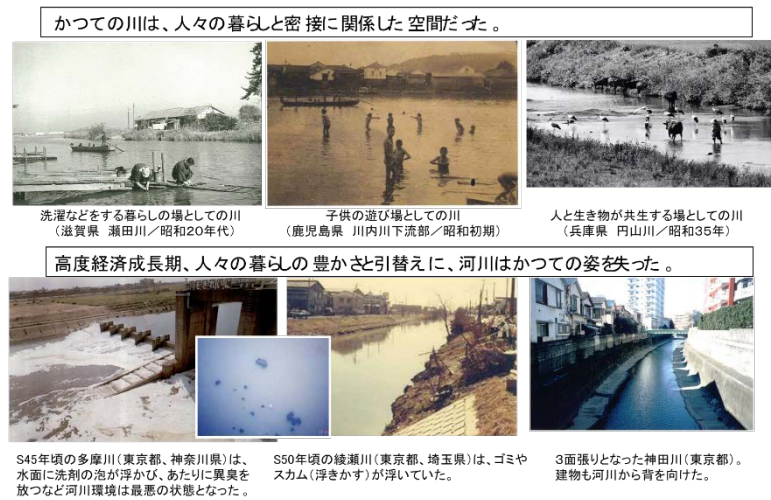 かつての川は、人々の暮らしと密接に関係した空間だった。
洗濯などをする暮らしの場としての川
（滋賀県　瀬田川／昭和20年代）
子供の遊び場としての川
（鹿児島県　川内川下流部／昭和初期）
人と生き物が共生する場としての川
（兵庫県　円山川／昭和35年）
高度経済成長期、人々の暮らしの豊かさと引替えに、河川はかつての姿を失った。
S45年頃の多摩川（東京都、神奈川県）は、
水面に洗剤の泡が浮かび、あたりに異臭を
放つなど河川環境は最悪の状態となった。
S50年頃の綾瀬川（東京都、埼玉県）は、ゴミや
スカム（浮きかす）が浮いていた。
３面張りとなった神田川（東京都）。
建物も河川から背を向けた。